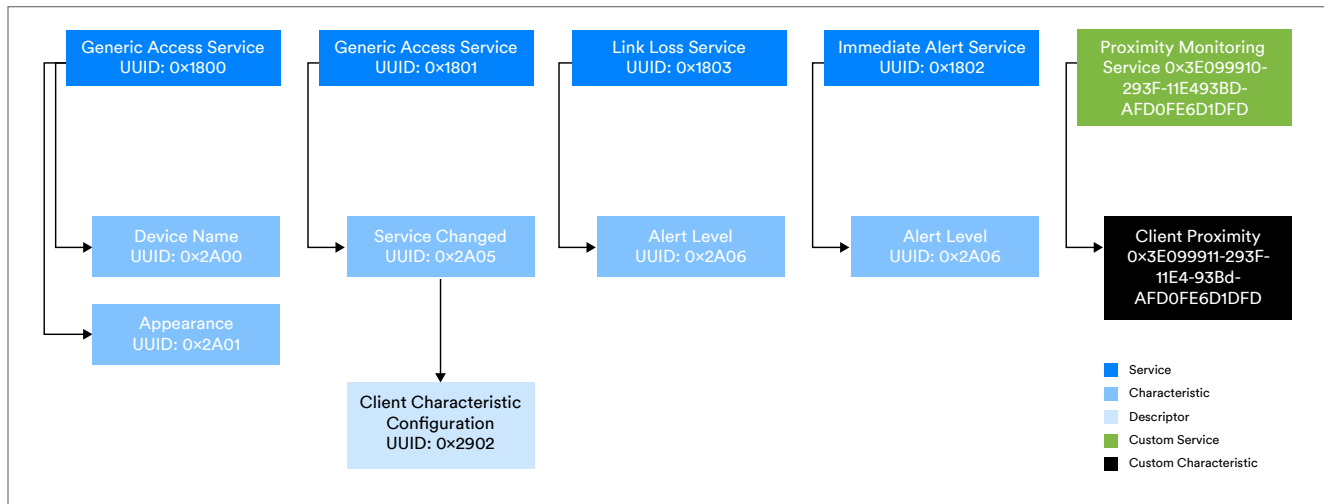 Generic Access Service
UUID: 0×1800
Generic Access Service
UUID: 0×1801
Link Loss Service
UUID: 0×1803
Immediate Alert Service
UUID: 0×1802
Proximity Monitoring
Service 0×3E099910-
293F-11E493BD-
AFD0FE6D1DFD
Device Name
UUID: 0×2A00
Service Changed
UUID: 0×2A05
Alert Level
UUID: 0×2A06
Alert Level
UUID: 0×2A06
Client Proximity
0×3E099911-293F-
11E4-93Bd-
AFD0FE6D1DFD
Appearance
UUID: 0×2A01
Client Characteristic
Configuration
UUID: 0×2902
Service
Characteristic
Descriptor
Custom Service
Custom Characteristic